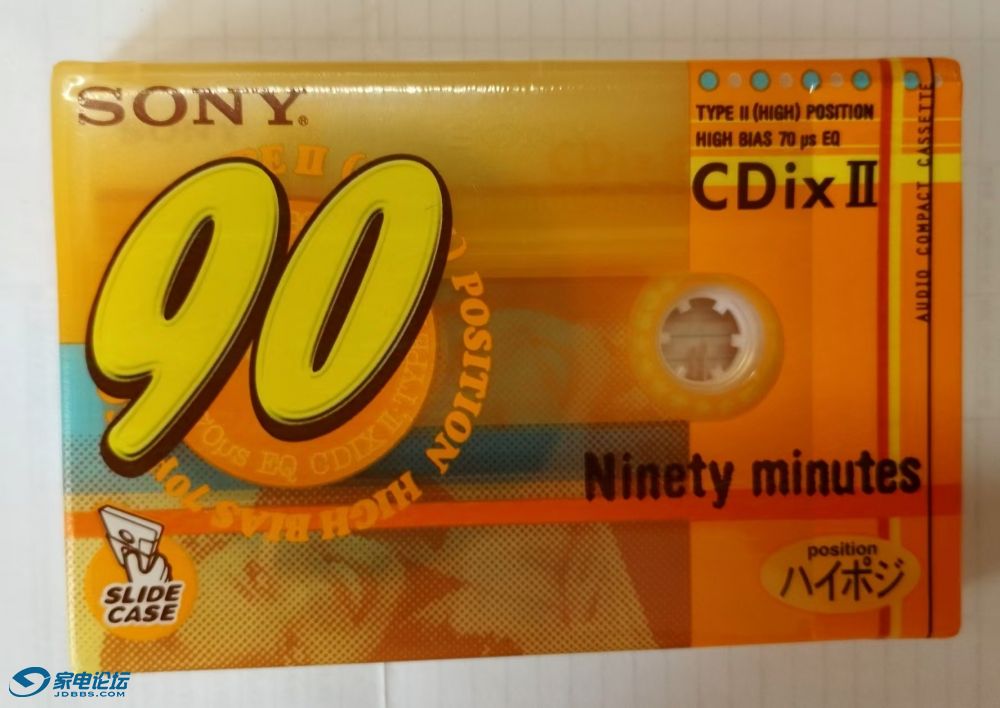 SONY®
TYPE II (HIGH) POSITION
HIGH BIAS 70 μs EQ
CDix II
AUDIO COMPACT CASSETTE
90
POSITION
HIGH BIAS 70
μs EQ CDIX II·TYPE
Ninety minutes
SLIDE
CASE
position
ハイポジ
家电论坛
JDBBS.COM